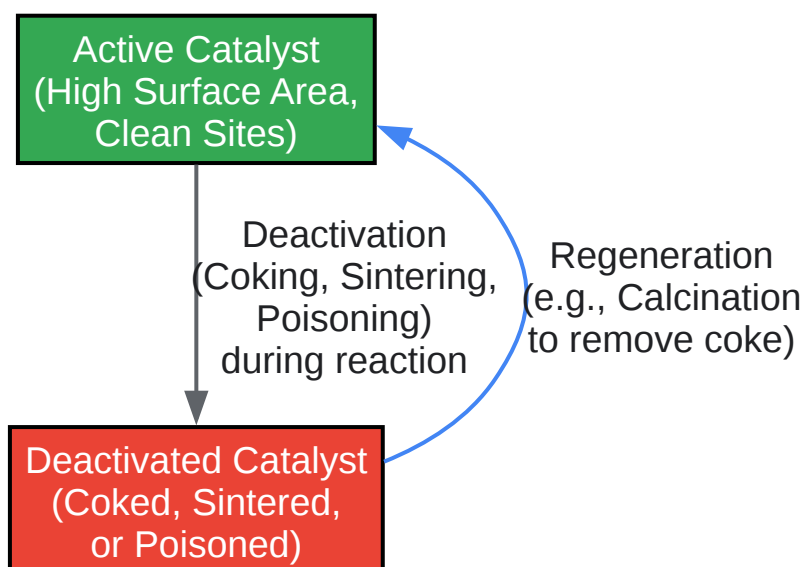 Active Catalyst
(High Surface Area,
Clean Sites)
Deactivation
(Coking, Sintering,
Poisoning)
during reaction
Regeneration
(e.g., Calcination
to remove coke)
Deactivated Catalyst
(Coked, Sintered,
or Poisoned)